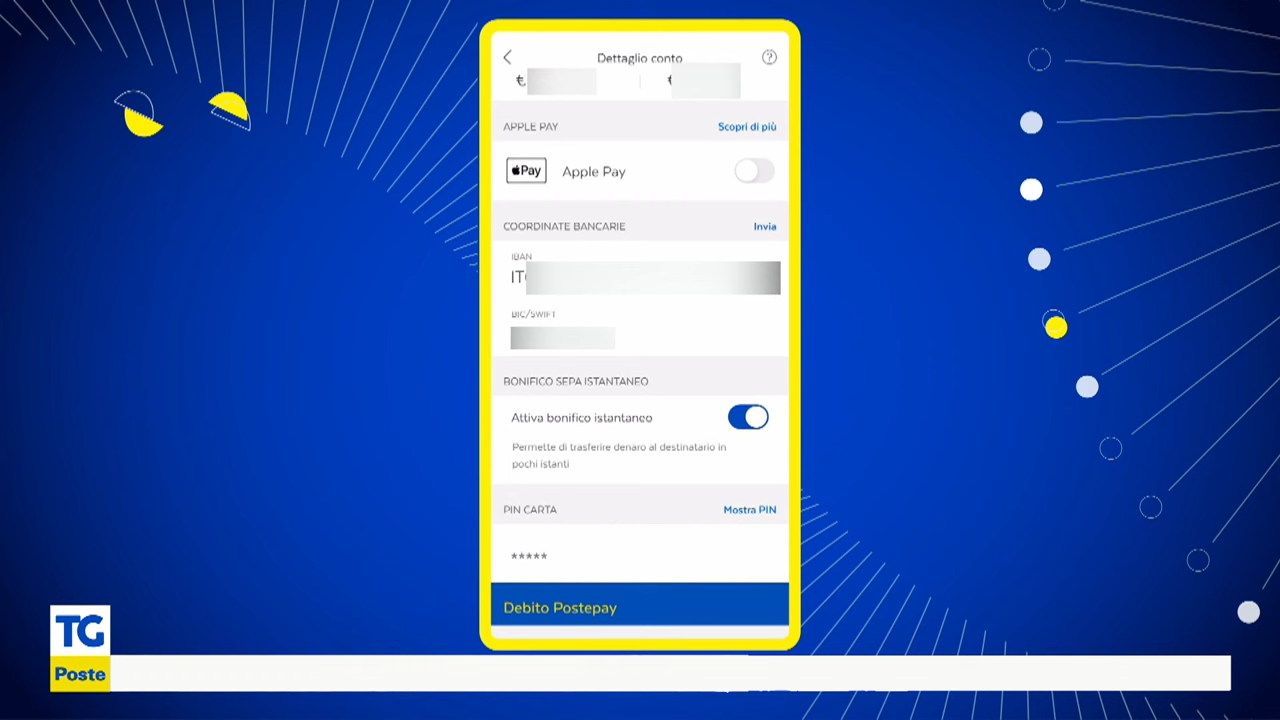 Dettaglio conto
€
APPLE PAY
Scopri di più
Pay
Apple Pay
COORDINATE BANCARIE
Invia
IBAN
IT
BIC/SWIFT
BONIFICO SEPA ISTANTANEO
Attiva bonifico istantaneo
Permette di trasferire denaro al destinatario in
pochi istanti
PIN CARTA
Mostra PIN
*****
Debito Postepay
TG
Poste